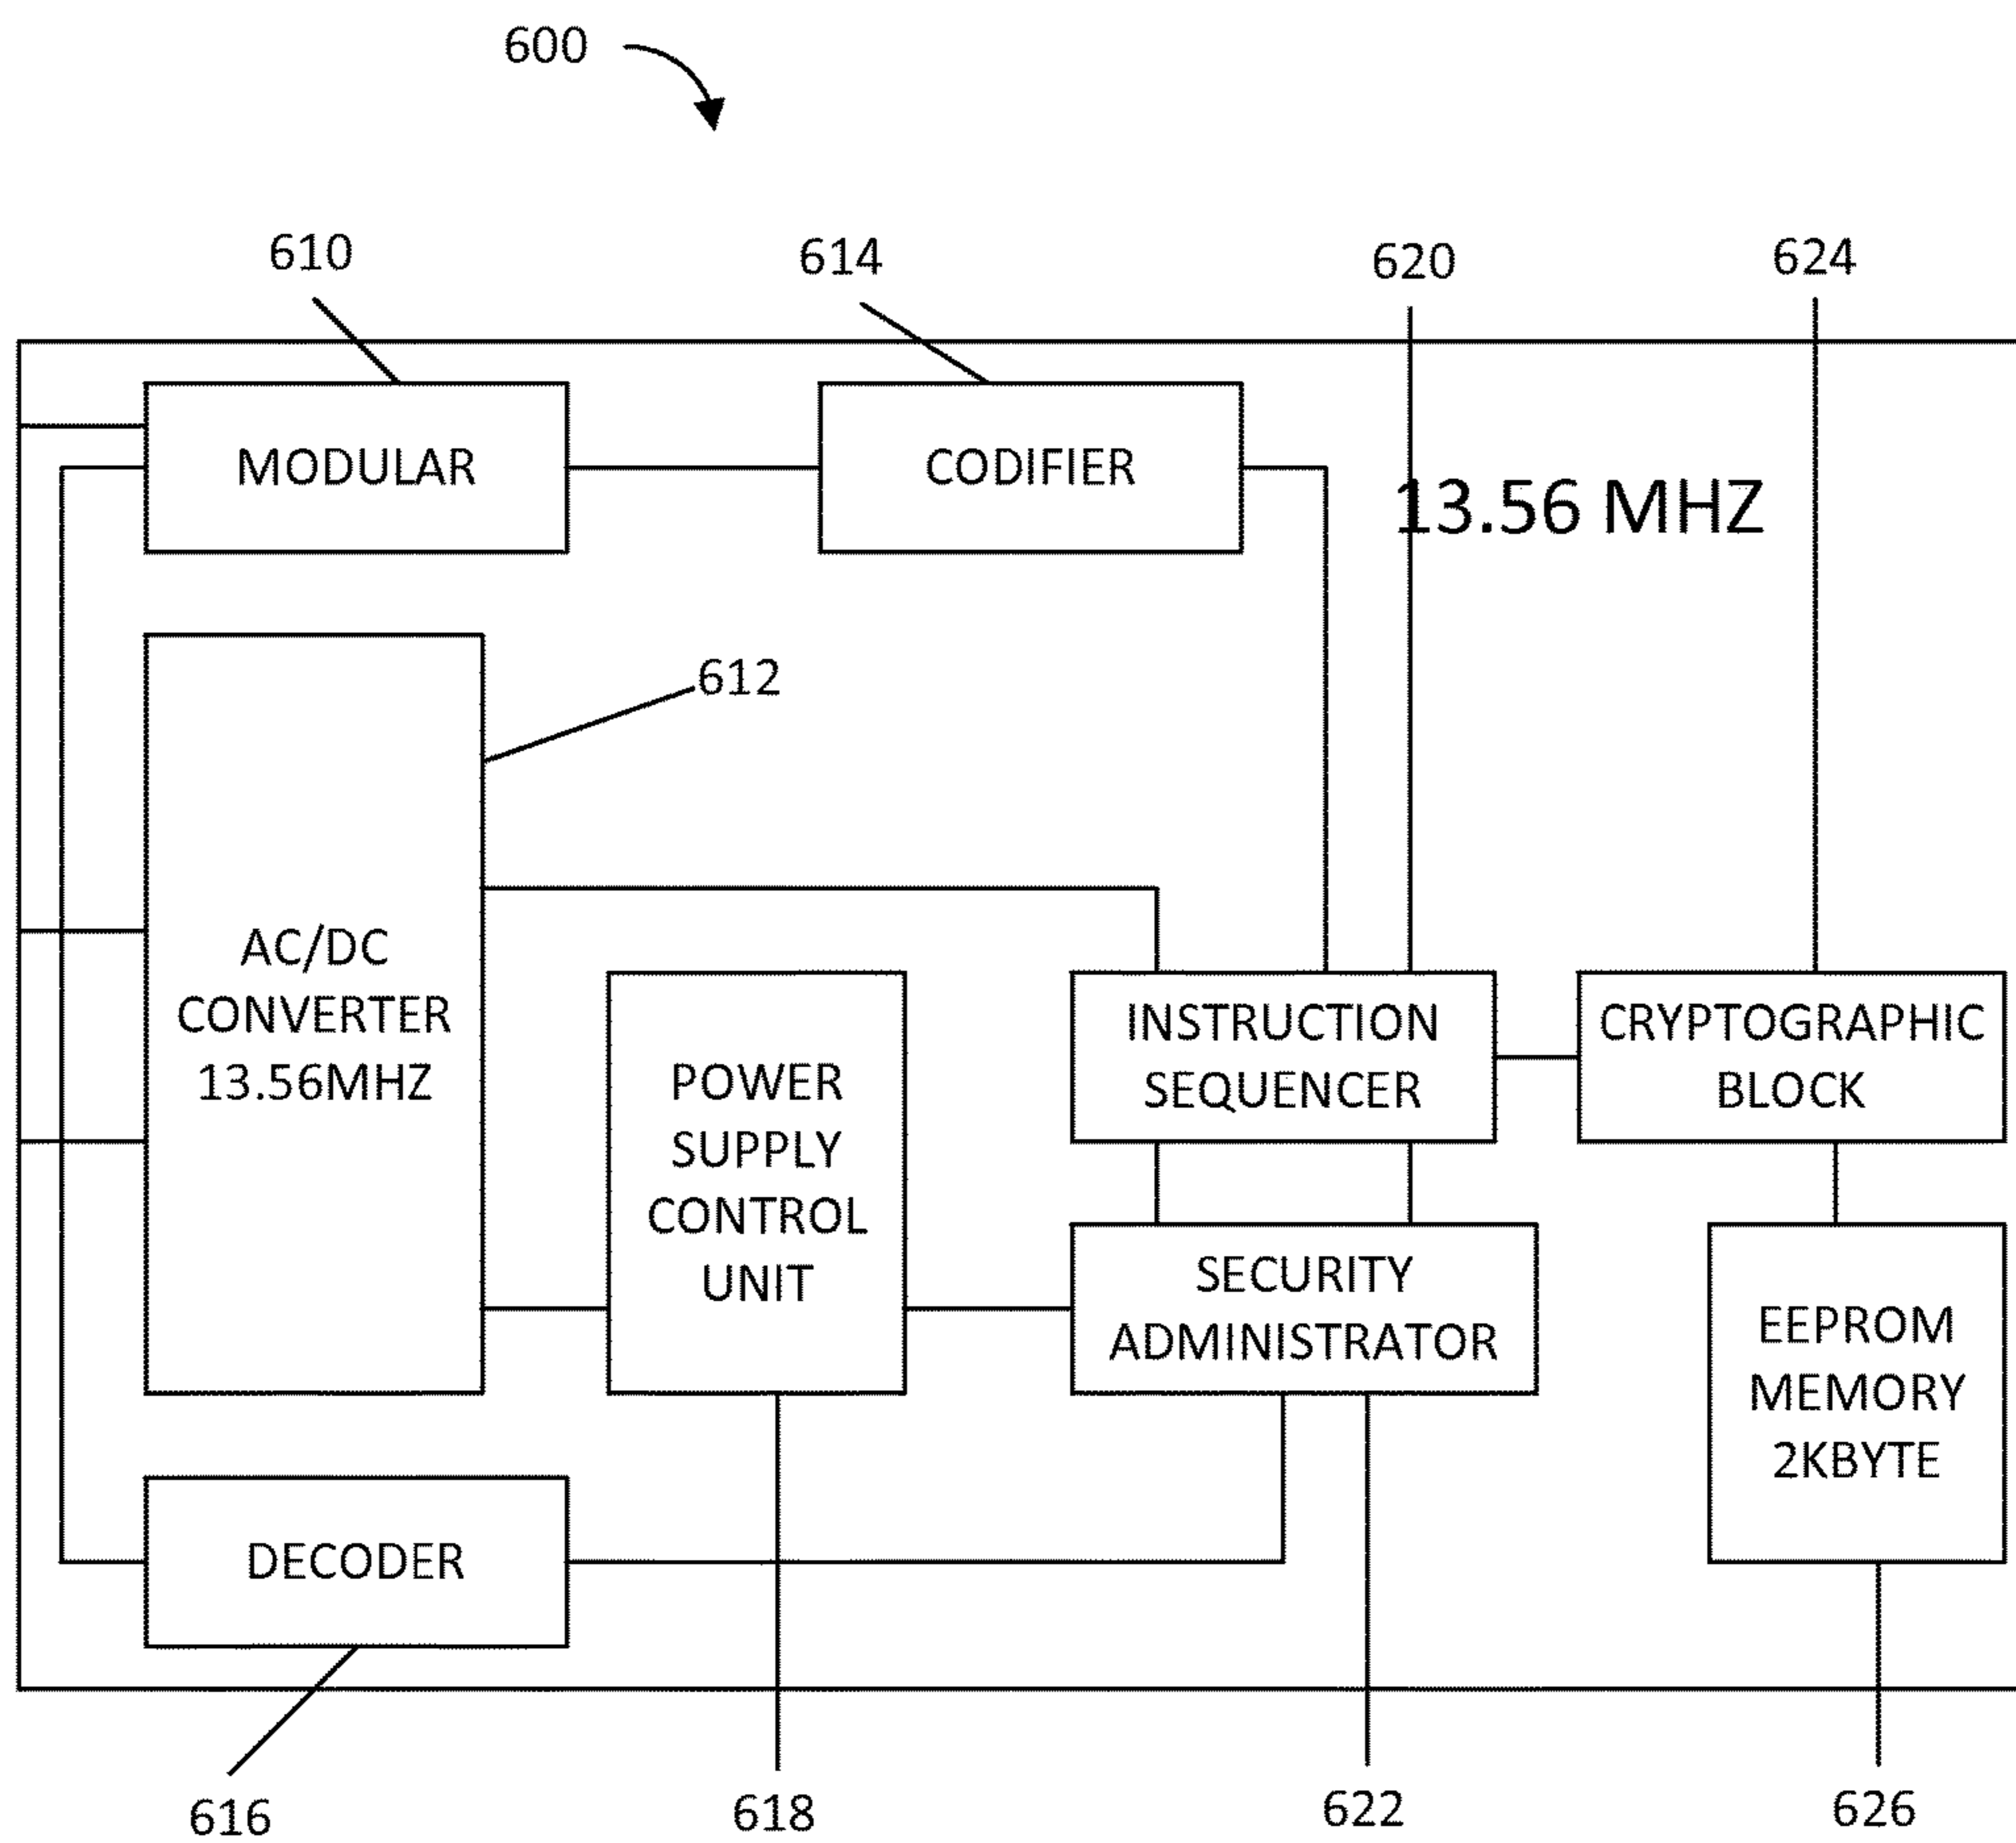 600
610
614
620
624
MODULAR
CODIFIER
13.56 MHZ
612
AC/DC
CONVERTER
13.56MHZ
POWER
SUPPLY
CONTROL
UNIT
INSTRUCTION
SEQUENCER
CRYPTOGRAPHIC
BLOCK
SECURITY
ADMINISTRATOR
EEPROM
MEMORY
2KBYTE
DECODER
616
618
622
626